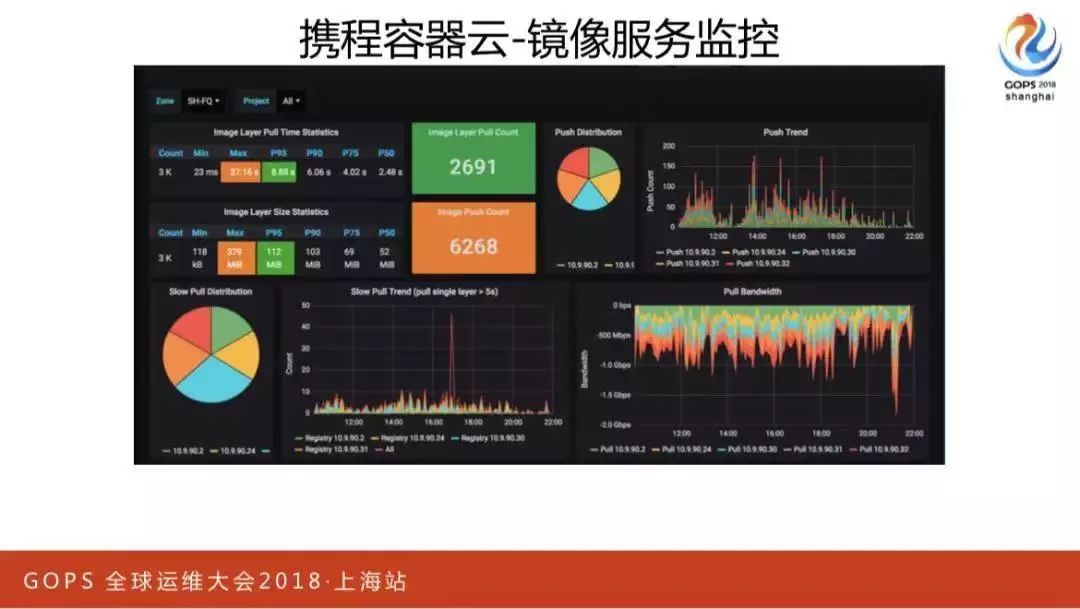 携程容器云-镜像服务监控
GOPS 2018
shanghai
Zone SH-FQ Project All
Image Layer Pull Time Statistics
Count Min Max P95 P90 P75 P50
3 K 23 ms 37.16 s 8.88 s 6.06 s 4.02 s 2.48 s
Image Layer Pull Count
2691
Push Distribution
10.9.90.2 10.9.9
Push Trend
200
150
100
50
0
Push Count
12:00 14:00 16:00 18:00 20:00 22:00
Push 10.9.90.2 Push 10.9.90.24 Push 10.9.90.30
Push 10.9.90.31 Push 10.9.90.32
Image Layer Size Statistics
Count Min Max P95 P90 P75 P50
3 K 118 kB 379 MiB 112 MiB 103 MiB 69 MiB 52 MiB
Image Push Count
6268
Slow Pull Distribution
10.9.90.2 10.9.90.24
Slow Pull Trend (pull single layer > 5s)
50
40
30
20
10
0
Count
12:00 14:00 16:00 18:00 20:00 22:00
Registry 10.9.90.2 Registry 10.9.90.24 Registry 10.9.90.30
Registry 10.9.90.31 All
Pull Bandwidth
0 bps
-500 Mbps
-1.0 Gbps
-1.5 Gbps
-2.0 Gbps
Bandwidth
12:00 14:00 16:00 18:00 20:00 22:00
Pull 10.9.90.2 Pull 10.9.90.24 Pull 10.9.90.30 Pull 10.9.90.31 Pull 10.9.90.32
GOPS 全球运维大会2018·上海站